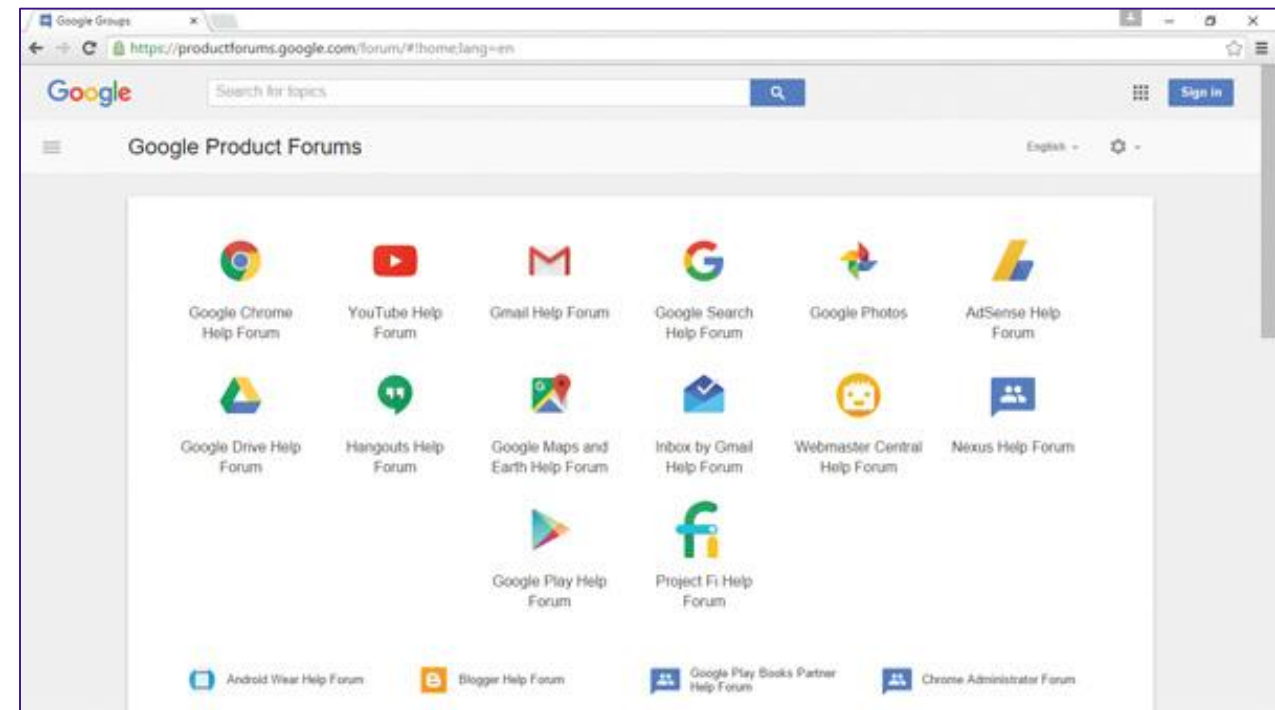 Google Groups
https://productforums.google.com/forum/#!home;lang=en
Google
Search for topics
Sign in
Google Product Forums
English
Google Chrome
Help Forum
YouTube Help
Forum
Gmail Help Forum
Google Search
Help Forum
Google Photos
AdSense Help
Forum
Google Drive Help
Forum
Hangouts Help
Forum
Google Maps and
Earth Help Forum
Inbox by Gmail
Help Forum
Webmaster Central
Help Forum
Nexus Help Forum
Google Play Help
Forum
Project Fi Help
Forum
Android Wear Help Forum
Blogger Help Forum
Google Play Books Partner
Help Forum
Chrome Administrator Forum